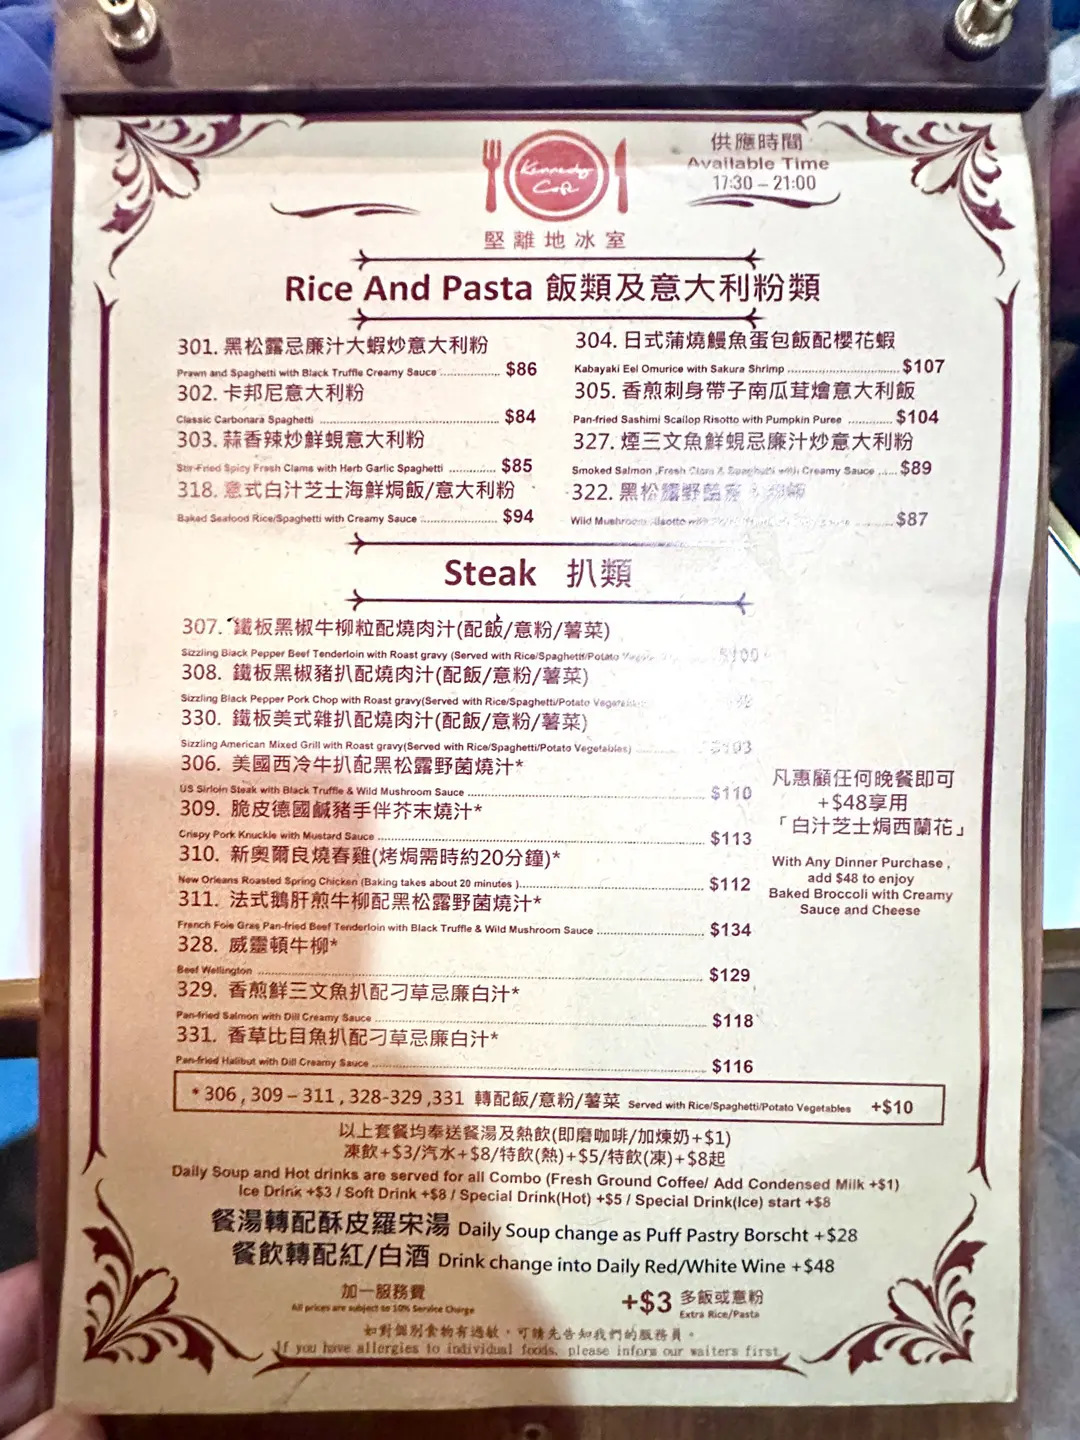 Kennedy
Cafe
堅離地冰室
供應時間
Available Time
17:30 – 21:00
Rice And Pasta 飯類及意大利粉類
301. 黑松露忌廉汁大蝦炒意大利粉
Prawn and Spaghetti with Black Truffle Creamy Sauce $86
302. 卡邦尼意大利粉
Classic Carbonara Spaghetti $84
303. 蒜香辣炒鮮蜆意大利粉
Stir-Fried Spicy Fresh Clams with Herb Garlic Spaghetti $85
318. 意式白汁芝士海鮮焗飯/意大利粉
Baked Seafood Rice/Spaghetti with Creamy Sauce $94
304. 日式蒲燒鰻魚蛋包飯配櫻花蝦
Kabayaki Eel Omurice with Sakura Shrimp $107
305. 香煎刺身帶子南瓜茸燴意大利飯
Pan-fried Sashimi Scallop Risotto with Pumpkin Puree $104
327. 煙三文魚鮮蜆忌廉汁炒意大利粉
Smoked Salmon ,Fresh Clam & Spaghetti with Creamy Sauce $89
322. 黑松露野菌
Wild Mushroom Risotto with $87
Steak 扒類
307. 鐵板黑椒牛柳粒配燒肉汁(配飯/意粉/薯菜)
Sizzling Black Pepper Beef Tenderloin with Roast gravy (Served with Rice/Spaghetti/Potato
308. 鐵板黑椒豬扒配燒肉汁(配飯/意粉/薯菜)
Sizzling Black Pepper Pork Chop with Roast gravy(Served with Rice/Spaghetti/Potato
330. 鐵板美式雜扒配燒肉汁(配飯/意粉/薯菜)
Sizzling American Mixed Grill with Roast gravy(Served with Rice/Spaghetti/Potato Vegetables) $103
306. 美國西冷牛扒配黑松露野菌燒汁*
US Sirloin Steak with Black Truffle & Wild Mushroom Sauce $110
309. 脆皮德國鹹豬手伴芥末燒汁*
Crispy Pork Knuckle with Mustard Sauce $113
310. 新奧爾良燒春雞(烤焗需時約20分鐘)*
New Orleans Roasted Spring Chicken (Baking takes about 20 minutes ) $112
311. 法式鵝肝煎牛柳配黑松露野菌燒汁*
French Foie Gras Pan-fried Beef Tenderloin with Black Truffle & Wild Mushroom Sauce $134
328. 威靈頓牛柳*
Beef Wellington $129
329. 香煎鮮三文魚扒配刁草忌廉白汁*
Pan-fried Salmon with Dill Creamy Sauce $118
331. 香草比目魚扒配刁草忌廉白汁*
Pan-fried Halibut with Dill Creamy Sauce $116
凡惠顧任何晚餐即可
+$48享用
「白汁芝士焗西蘭花」
With Any Dinner Purchase ,
add $48 to enjoy
Baked Broccoli with Creamy
Sauce and Cheese
*306 , 309 – 311 , 328-329 ,331 轉配飯/意粉/薯菜 Served with Rice/Spaghetti/Potato Vegetables +$10
以上套餐均奉送餐湯及熱飲(即磨咖啡/加煉奶+$1)
凍飲+$3/汽水+$8/特飲(熱)+$5/特飲(凍)+$8起
Daily Soup and Hot drinks are served for all Combo (Fresh Ground Coffee/ Add Condensed Milk +$1)
Ice Drink +$3 / Soft Drink +$8 / Special Drink(Hot) +$5 / Special Drink(Ice) start +$8
餐湯轉配酥皮羅宋湯 Daily Soup change as Puff Pastry Borscht +$28
餐飲轉配紅/白酒 Drink change into Daily Red/White Wine +$48
加一服務費
All prices are subject to 10% Service Charge
+$3 多飯或意粉
Extra Rice/Pasta
如對個別食物有過敏，可請先告知我們的服務員。
If you have allergies to individual foods, please inform our waiters first.